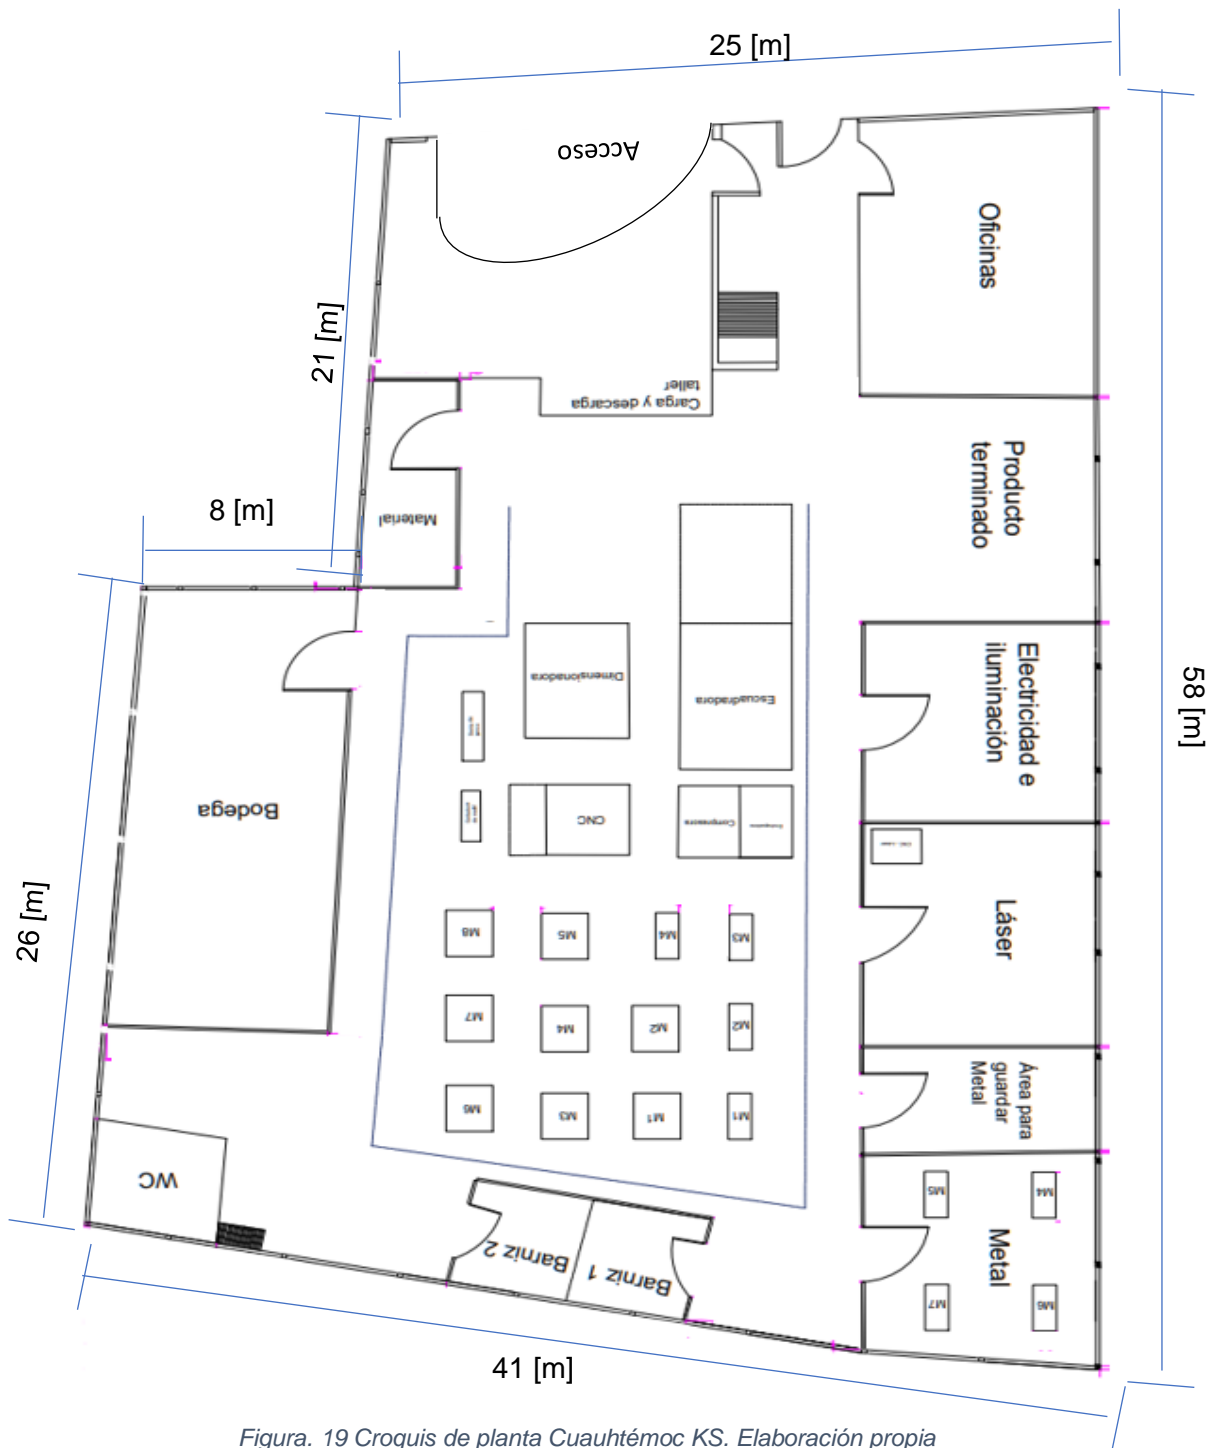 25 [m]
Acceso
Oficinas
21 [m]
Carga y descarga
taller
Producto
terminado
8 [m]
Material
Electricidad e
iluminación
Dimensionadora
Escuadradora
58 [m]
Bodega
CNC
Compresora
Láser
26 [m]
M8
M5
M4
M3
M7
M4
M2
M2
Área para
guardar
Metal
M6
M3
M1
M1
WC
M5
M4
Barniz 2
Barniz 1
Metal
M7
M6
41 [m]
Figura. 19 Croquis de planta Cuauhtémoc KS. Elaboración propia